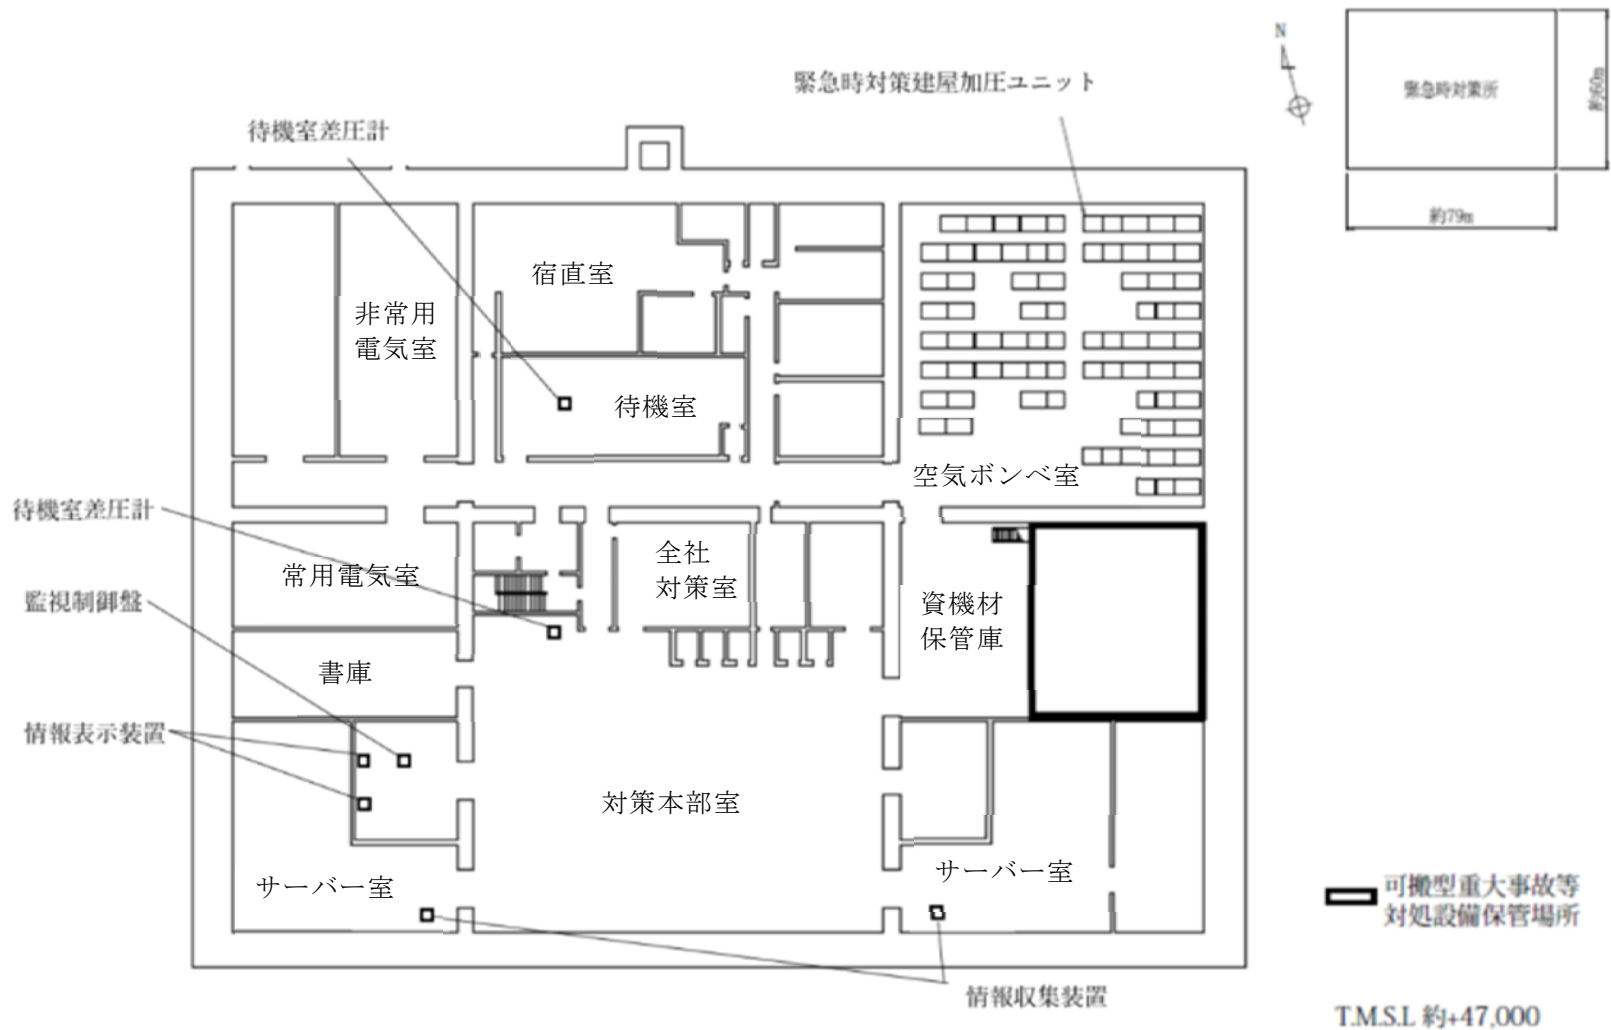 N
緊急時対策所
約60m
約79m
緊急時対策建屋加圧ユニット
待機室差圧計
宿直室
非常用
電気室
待機室
空気ボンベ室
待機室差圧計
全社
対策室
常用電気室
監視制御盤
資機材
保管庫
書庫
情報表示装置
対策本部室
サーバー室
サーバー室
可搬型重大事故等
対処設備保管場所
情報収集装置
T.M.S.L 約+47,000